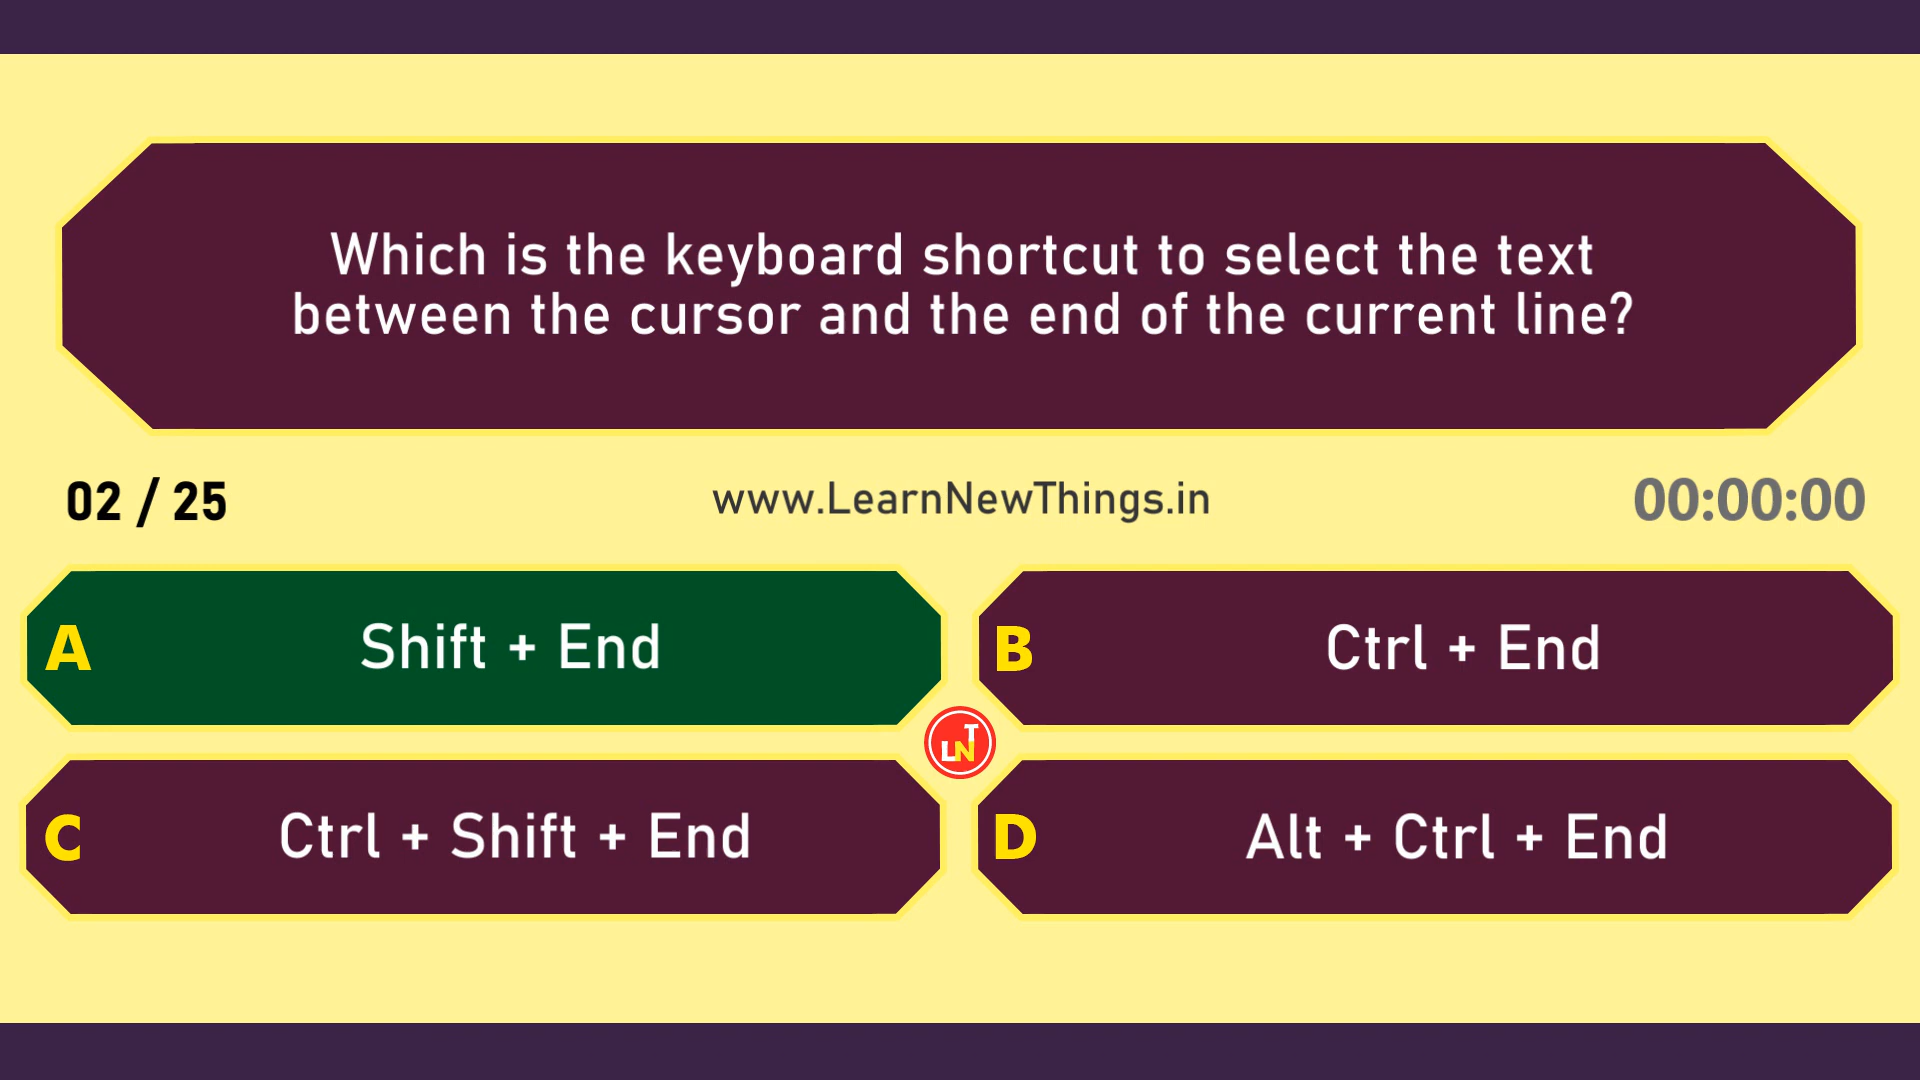 Which is the keyboard shortcut to select the text
between the cursor and the end of the current line?
02 / 25
www.LearnNewThings.in
00:00:00
A Shift + End
B Ctrl + End
LNT
C Ctrl + Shift + End
D Alt + Ctrl + End